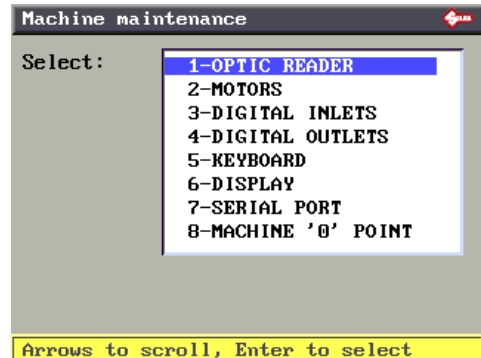 Machine maintenance
Select:
1-OPTIC READER
2-MOTORS
3-DIGITAL INLETS
4-DIGITAL OUTLETS
5-KEYBOARD
6-DISPLAY
7-SERIAL PORT
8-MACHINE '0' POINT
Arrows to scroll, Enter to select